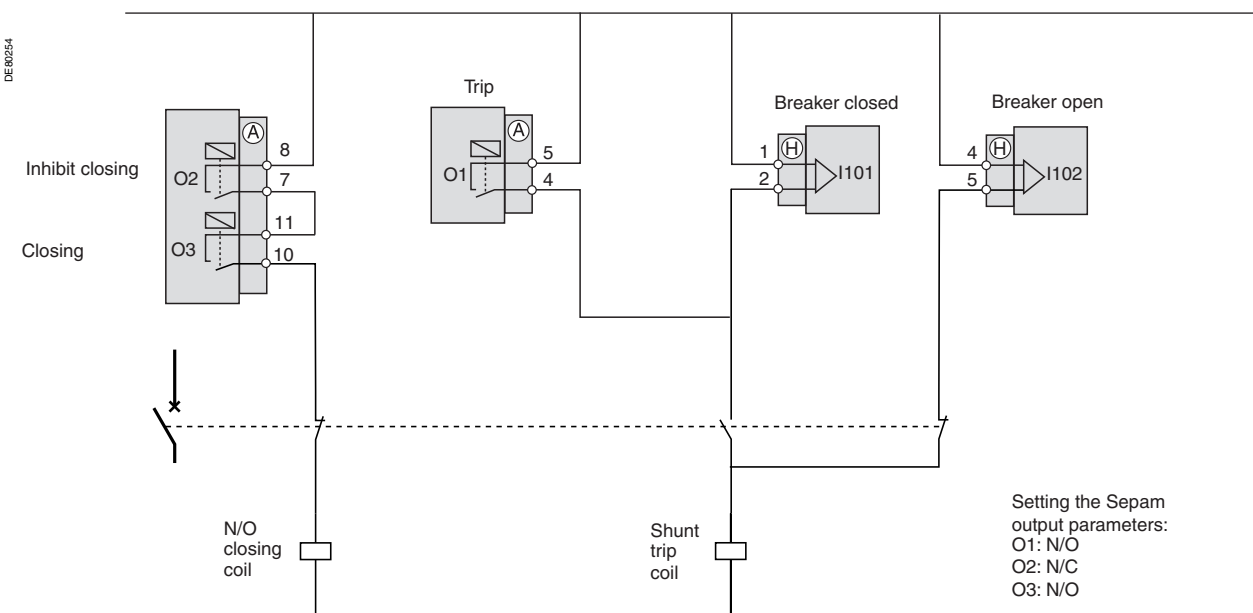 DE80254
Trip
Breaker closed
Breaker open
Inhibit closing
Closing
A
8
O2
7
11
O3
10
A
5
O1
4
1
H
2
I101
4
H
5
I102
N/O
closing
coil
Shunt
trip
coil
Setting the Sepam
output parameters:
O1: N/O
O2: N/C
O3: N/O